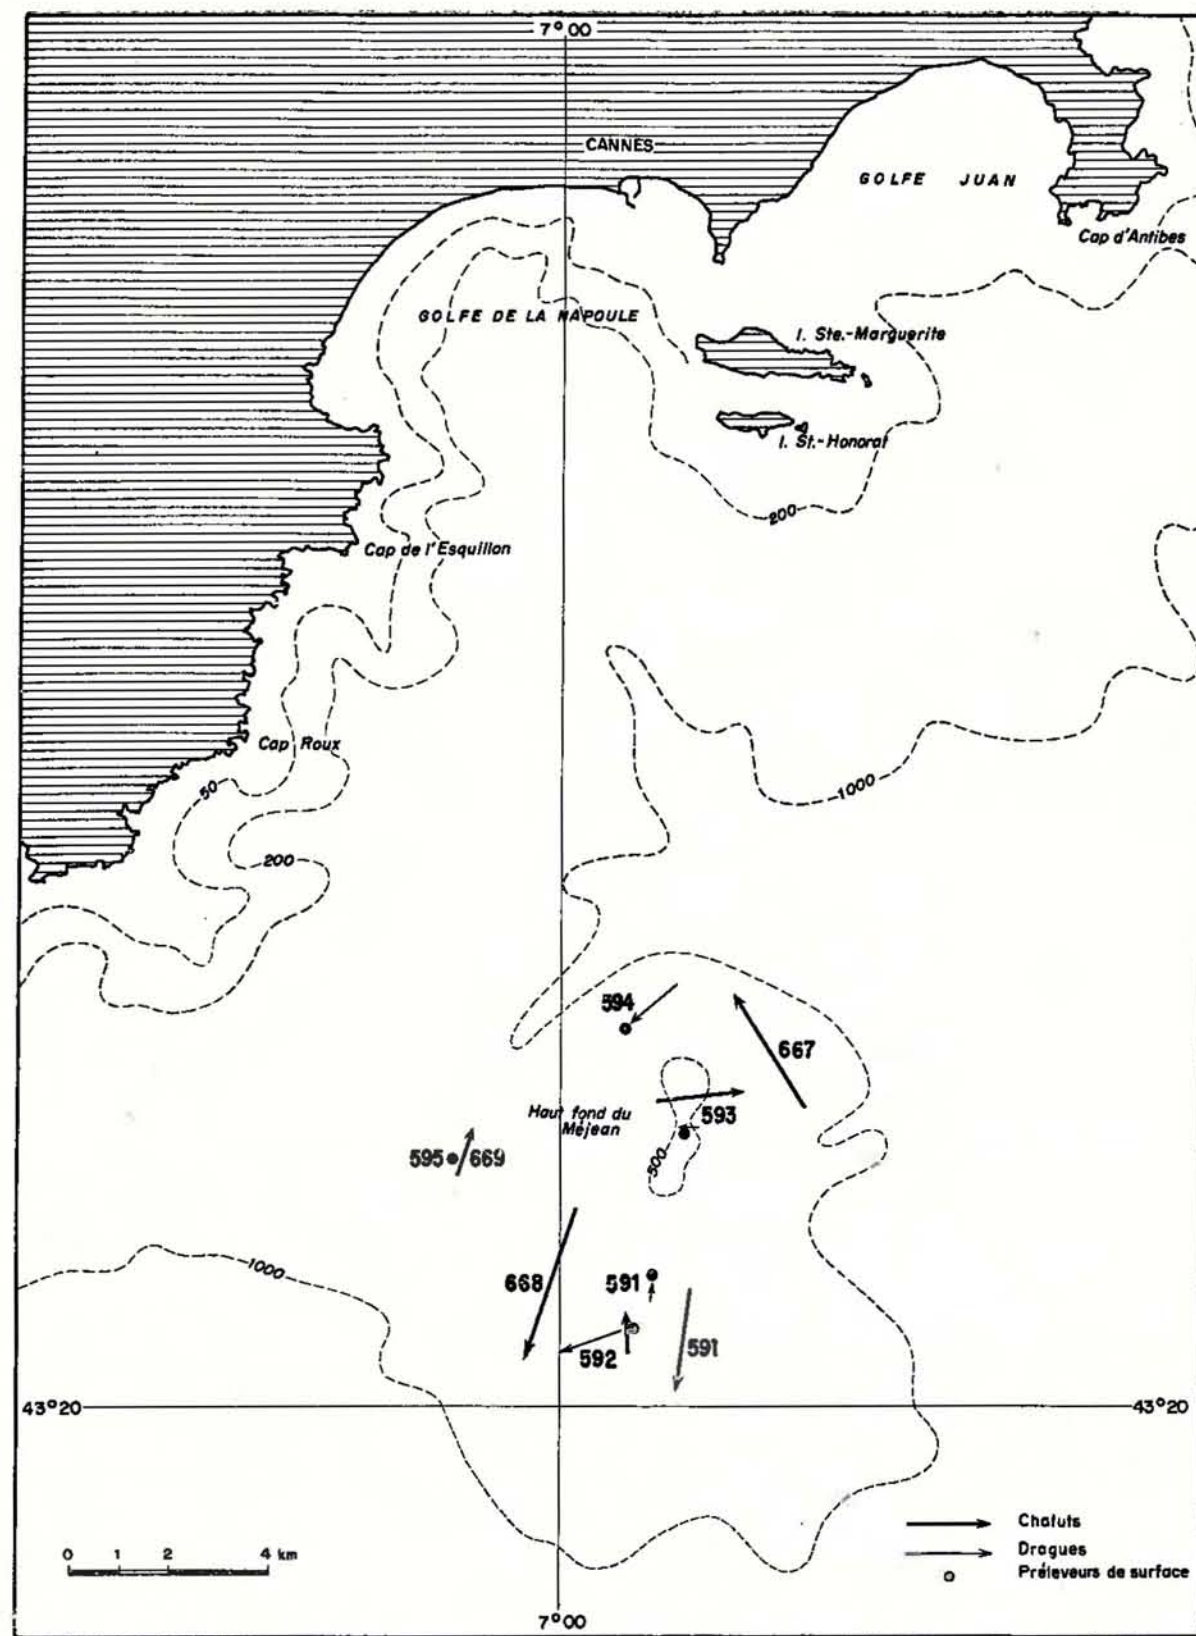 7° 00
CANNES
GOLFE JUAN
Cap d'Antibes
GOLFE DE LA NAPOULE
I. Ste.-Marguerite
I. St.-Honorat
200
Cap de l'Esquillon
Cap Roux
50
1000
200
594
667
Haut fond du
Méjean
593
595
669
500
1000
668
591
592
591
43°20
43°20
Chaluts
Dragues
Préleveurs de surface
0 1 2 4 km
7°00